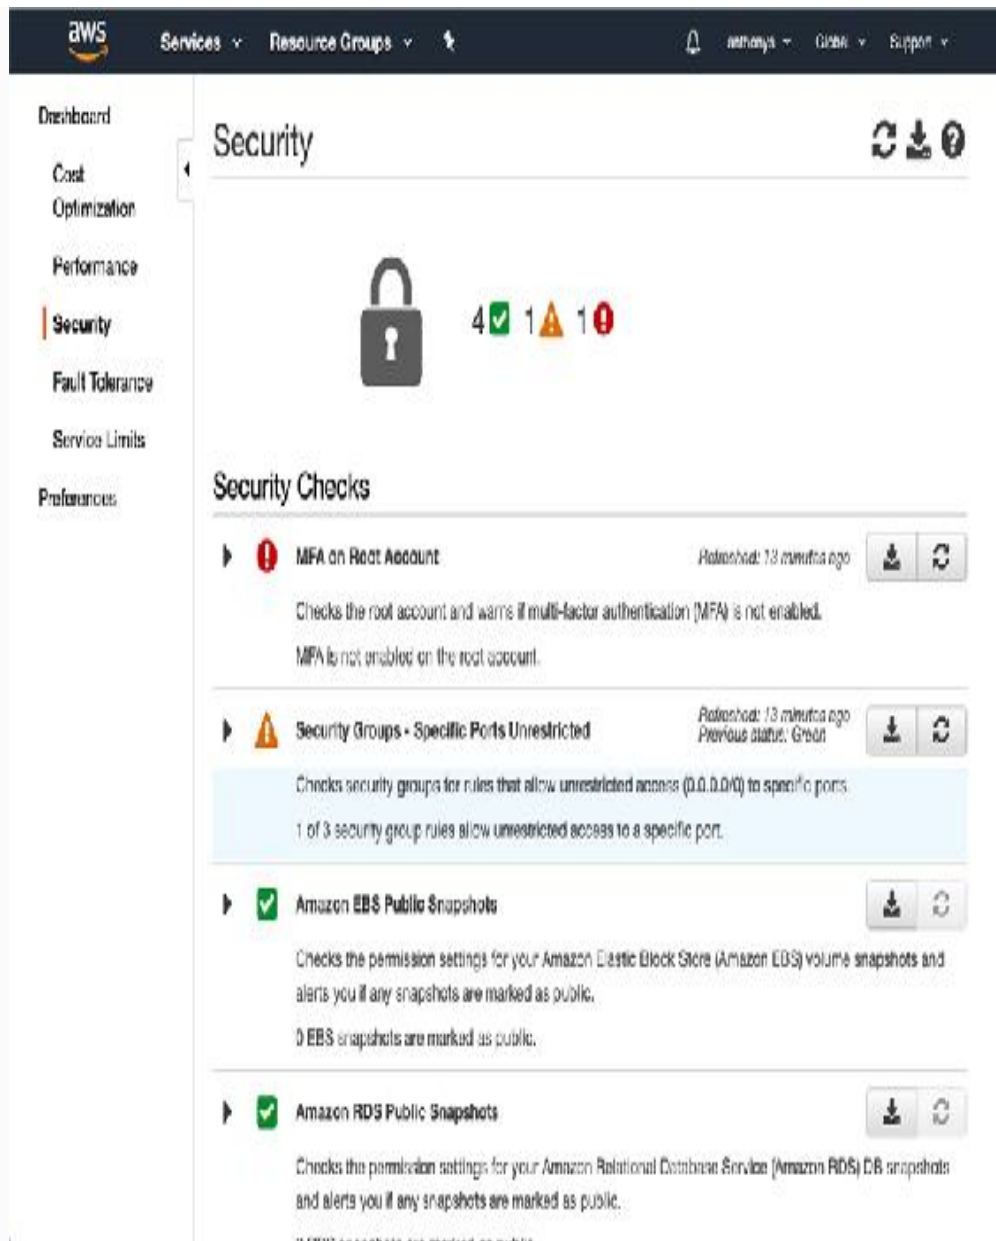 aws Services Resource Groups anthonys Global Support
Dashboard
Cost
Optimization
Performance
Security
Fault Tolerance
Service Limits
Preferences
Security
4 1 1
Security Checks
MFA on Root Account
Refreshed: 13 minutes ago
Checks the root account and warns if multi-factor authentication (MFA) is not enabled.
MFA is not enabled on the root account.
Security Groups - Specific Ports Unrestricted
Refreshed: 13 minutes ago
Previous status: Green
Checks security groups for rules that allow unrestricted access (0.0.0.0/0) to specific ports.
1 of 3 security group rules allow unrestricted access to a specific port.
Amazon EBS Public Snapshots
Checks the permission settings for your Amazon Elastic Block Store (Amazon EBS) volume snapshots and
alerts you if any snapshots are marked as public.
0 EBS snapshots are marked as public.
Amazon RDS Public Snapshots
Checks the permission settings for your Amazon Relational Database Service (Amazon RDS) DB snapshots
and alerts you if any snapshots are marked as public.